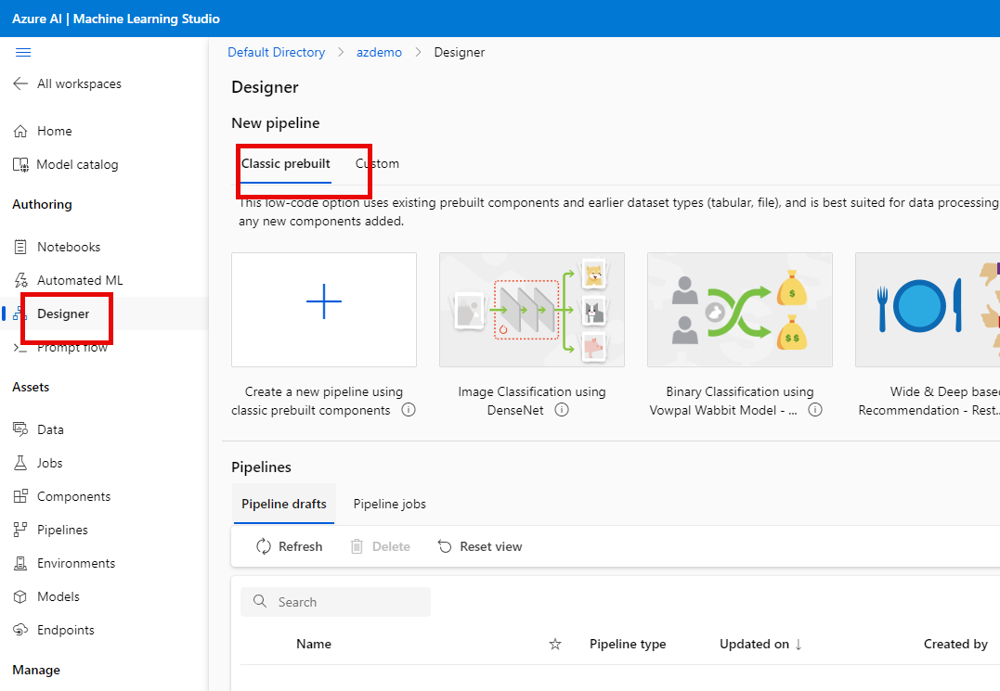 Azure AI | Machine Learning Studio
Default Directory > azdemo > Designer
All workspaces
Home
Model catalog
Authoring
Notebooks
Automated ML
Designer
Prompt flow
Assets
Data
Jobs
Components
Pipelines
Environments
Models
Endpoints
Manage
Designer
New pipeline
Classic prebuilt
Custom
This low-code option uses existing prebuilt components and earlier dataset types (tabular, file), and is best suited for data processing
any new components added.
Create a new pipeline using
classic prebuilt components
Image Classification using
DenseNet
$
$$
Binary Classification using
Vowpal Wabbit Model - ...
Wide & Deep base
Recommendation - Rest..
Pipelines
Pipeline drafts
Pipeline jobs
Refresh
Delete
Reset view
Search
Name
Pipeline type
Updated on ↓
Created by